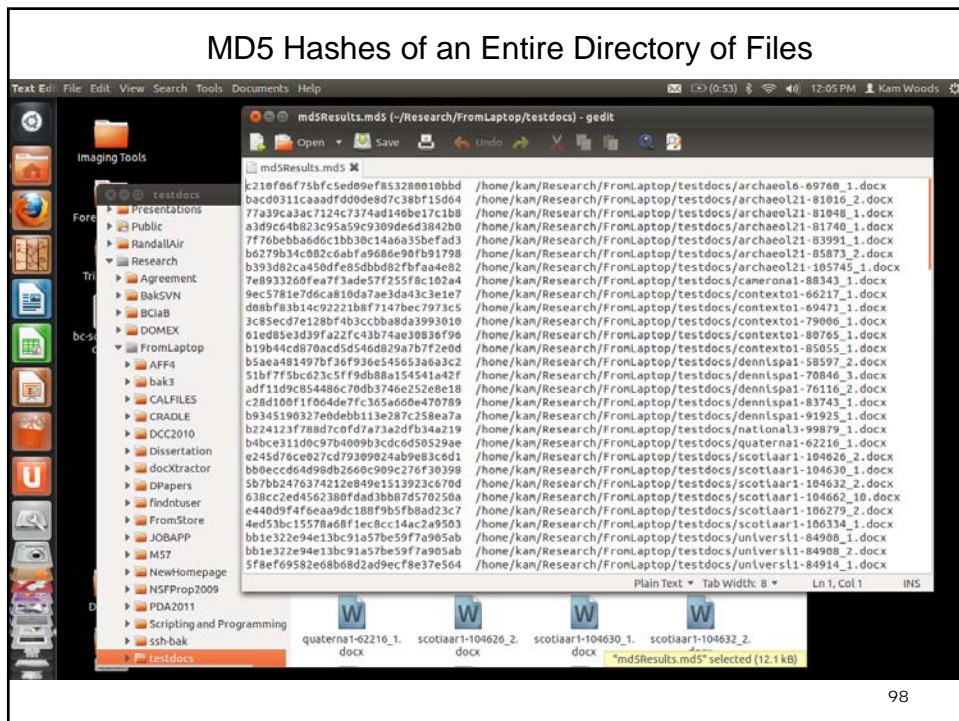 MD5 Hashes of an Entire Directory of Files
Text Edi File Edit View Search Tools Documents Help (0:53) 12:05 PM Kam Woods
md5Results.md5 (~/Research/FromLaptop/testdocs) - gedit
Open Save Undo
md5Results.md5
c210f06f75bfc5ed09ef853280010bbd /home/kam/Research/FromLaptop/testdocs/archaeol6-69760_1.docx
bacd0311caaadfdd0de8d7c38bf15d64 /home/kam/Research/FromLaptop/testdocs/archaeol21-81016_2.docx
77a39ca3ac7124c7374ad146be17c1b8 /home/kam/Research/FromLaptop/testdocs/archaeol21-81048_1.docx
a3d9c64b823c95a59c9309de6d3842b0 /home/kam/Research/FromLaptop/testdocs/archaeol21-81740_1.docx
7f76bebba6d6c1bb30c14a6a35befad3 /home/kam/Research/FromLaptop/testdocs/archaeol21-83991_1.docx
b6279b34c082c6abfa9686e90fb91798 /home/kam/Research/FromLaptop/testdocs/archaeol21-85873_2.docx
b393d82ca450dfe85dbbd82fbfaa4e82 /home/kam/Research/FromLaptop/testdocs/archaeol21-105745_1.docx
7e8933260fea7f3ade57f255f8c102a4 /home/kam/Research/FromLaptop/testdocs/camerona1-88343_1.docx
9ec5781e7d6ca8210da7ae3da43c3e1e7 /home/kam/Research/FromLaptop/testdocs/contexto1-66217_1.docx
d08bf83b14c92221b8f7147bec7973c5 /home/kam/Research/FromLaptop/testdocs/contexto1-69471_1.docx
3c85ecd7e128bf4b3ccbba8da3993010 /home/kam/Research/FromLaptop/testdocs/contexto1-79006_1.docx
61ed85e3d39fa22fc43b74ae30836f96 /home/kam/Research/FromLaptop/testdocs/contexto1-80765_1.docx
b19b44cd870acd5d546d829a7b7f2e0d /home/kam/Research/FromLaptop/testdocs/contexto1-85055_1.docx
b5aea481497bf36f936e545653a6a3c2 /home/kam/Research/FromLaptop/testdocs/dennispa1-58597_2.docx
51bf7f5bc623c5ff9db88a154541a42f /home/kam/Research/FromLaptop/testdocs/dennispa1-70846_3.docx
adf11d9c854486c70db3746e252e8e18 /home/kam/Research/FromLaptop/testdocs/dennispa1-76116_2.docx
c28d100f1f064de7fc365a660e470789 /home/kam/Research/FromLaptop/testdocs/dennispa1-83743_1.docx
b9345190327e0debb113e287c258ea7a /home/kam/Research/FromLaptop/testdocs/dennispa1-91925_1.docx
b224123f788d7c0fd7a73a2dfb34a219 /home/kam/Research/FromLaptop/testdocs/national3-99879_1.docx
b4bce311d0c97b4009b3cdc6d50529ae /home/kam/Research/FromLaptop/testdocs/quaterna1-62216_1.docx
e245d76ce027cd79309024ab9e83c6d1 /home/kam/Research/FromLaptop/testdocs/scotiaar1-104626_2.docx
bb0eccd64d98db2660c909c276f30398 /home/kam/Research/FromLaptop/testdocs/scotiaar1-104630_1.docx
5b7bb2476374212e849e1513923c670d /home/kam/Research/FromLaptop/testdocs/scotiaar1-104632_2.docx
638cc2ed4562380fdad3bb87d570250a /home/kam/Research/FromLaptop/testdocs/scotiaar1-104662_10.docx
e440d9f4f6eaa9dc188f9b5fb8ad23c7 /home/kam/Research/FromLaptop/testdocs/scotiaar1-106279_2.docx
4ed53bc15578a68f1ec8cc14ac2a9503 /home/kam/Research/FromLaptop/testdocs/scotiaar1-106334_1.docx
bb1e322e94e13bc91a57be59f7a905ab /home/kam/Research/FromLaptop/testdocs/universi1-84908_1.docx
bb1e322e94e13bc91a57be59f7a905ab /home/kam/Research/FromLaptop/testdocs/universi1-84908_2.docx
5f8ef69582e68b68d2ad9ecf8e37e564 /home/kam/Research/FromLaptop/testdocs/universi1-84914_1.docx
Plain Text Tab Width: 8 Ln 1, Col 1 INS
Imaging Tools
Fore
Tri
bc-s
D
testdocs
Presentations
Public
RandallAir
Research
Agreement
BakSVN
BCiaB
DOMEX
FromLaptop
AFF4
bak3
CALFILES
CRADLE
DCC2010
Dissertation
docXtractor
DPapers
findntuser
FromStore
JOBAPP
M57
NewHomepage
NSFProp2009
PDA2011
Scripting and Programming
ssh-bak
testdocs
quaterna1-62216_1.docx
scotiaar1-104626_2.docx
scotiaar1-104630_1.docx
scotiaar1-104632_2.
"md5Results.md5" selected (12.1 kB)
98